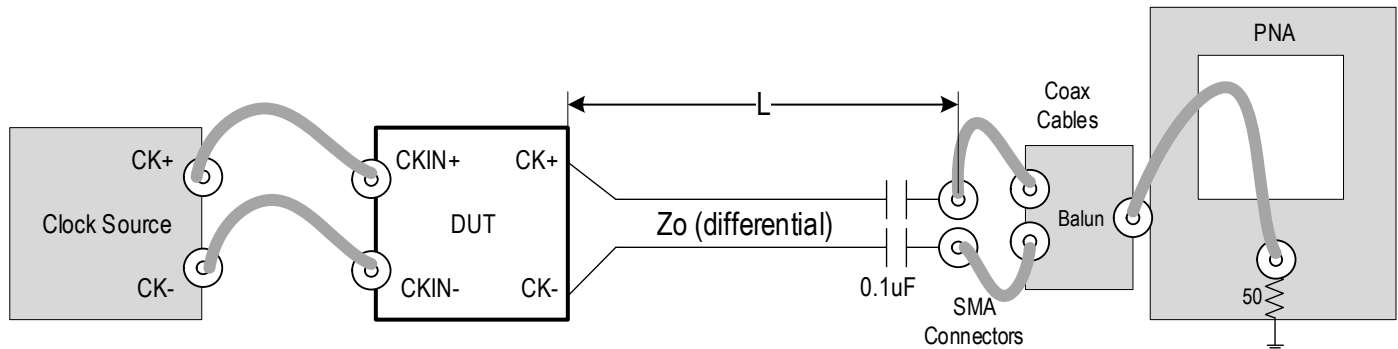 Clock Source
CK+
CK-
CKIN+
CKIN-
DUT
CK+
CK-
L
Zo (differential)
0.1uF
SMA
Connectors
Coax
Cables
Balun
PNA
50